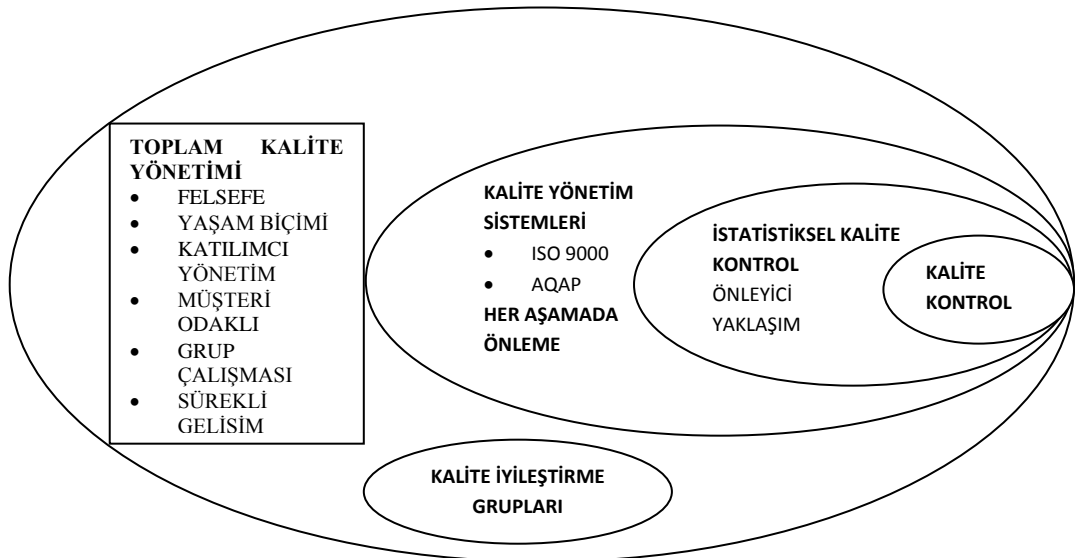 TOPLAM KALİTE
YÖNETİMİ
• FELSEFE
• YAŞAM BİÇİMİ
• KATILIMCI
YÖNETİM
• MÜŞTERİ
ODAKLI
• GRUP
ÇALIŞMASI
• SÜREKLİ
GELİSİM
KALİTE YÖNETİM
SİSTEMLERİ
• ISO 9000
• AQAP
HER AŞAMADA
ÖNLEME
İSTATİSTİKSEL KALİTE
KONTROL
ÖNLEYİCİ
YAKLAŞIM
KALİTE
KONTROL
KALİTE İYİLEŞTİRME
GRUPLARI